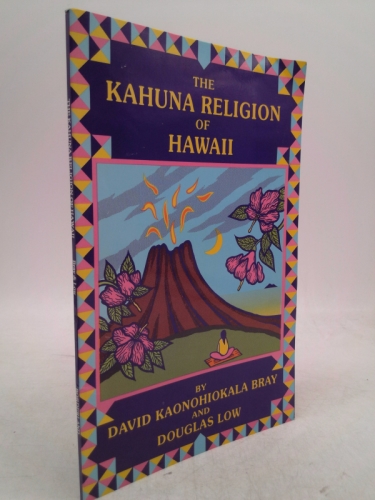 THE
KAHUNA RELIGION
OF
HAWAII
BY
DAVID KAONOHIOKALA BRAY
AND
DOUGLAS LOW